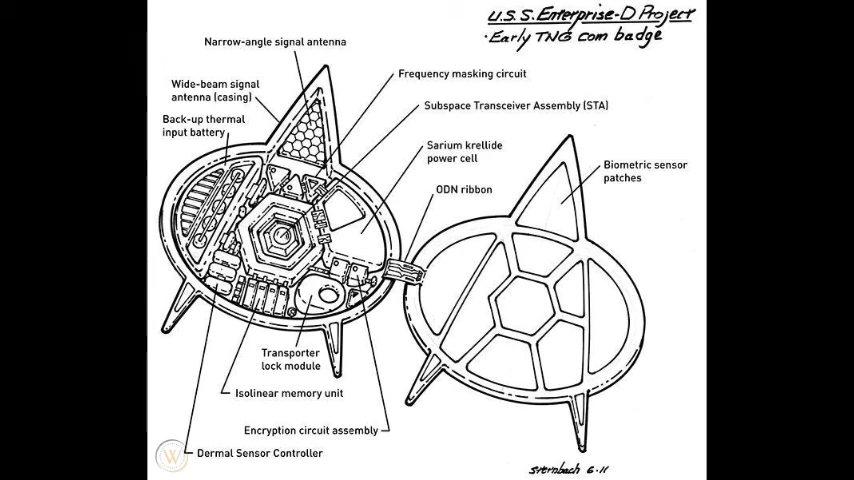 U.S.S. Enterprise-D Project
• Early TNG com badge
Narrow-angle signal antenna
Frequency masking circuit
Wide-beam signal
antenna (casing)
Subspace Transceiver Assembly (STA)
Back-up thermal
input battery
Sarium krellide
power cell
Biometric sensor
patches
ODN ribbon
Transporter
lock module
Isolinear memory unit
Encryption circuit assembly
Dermal Sensor Controller
W
Sternbach 6.11